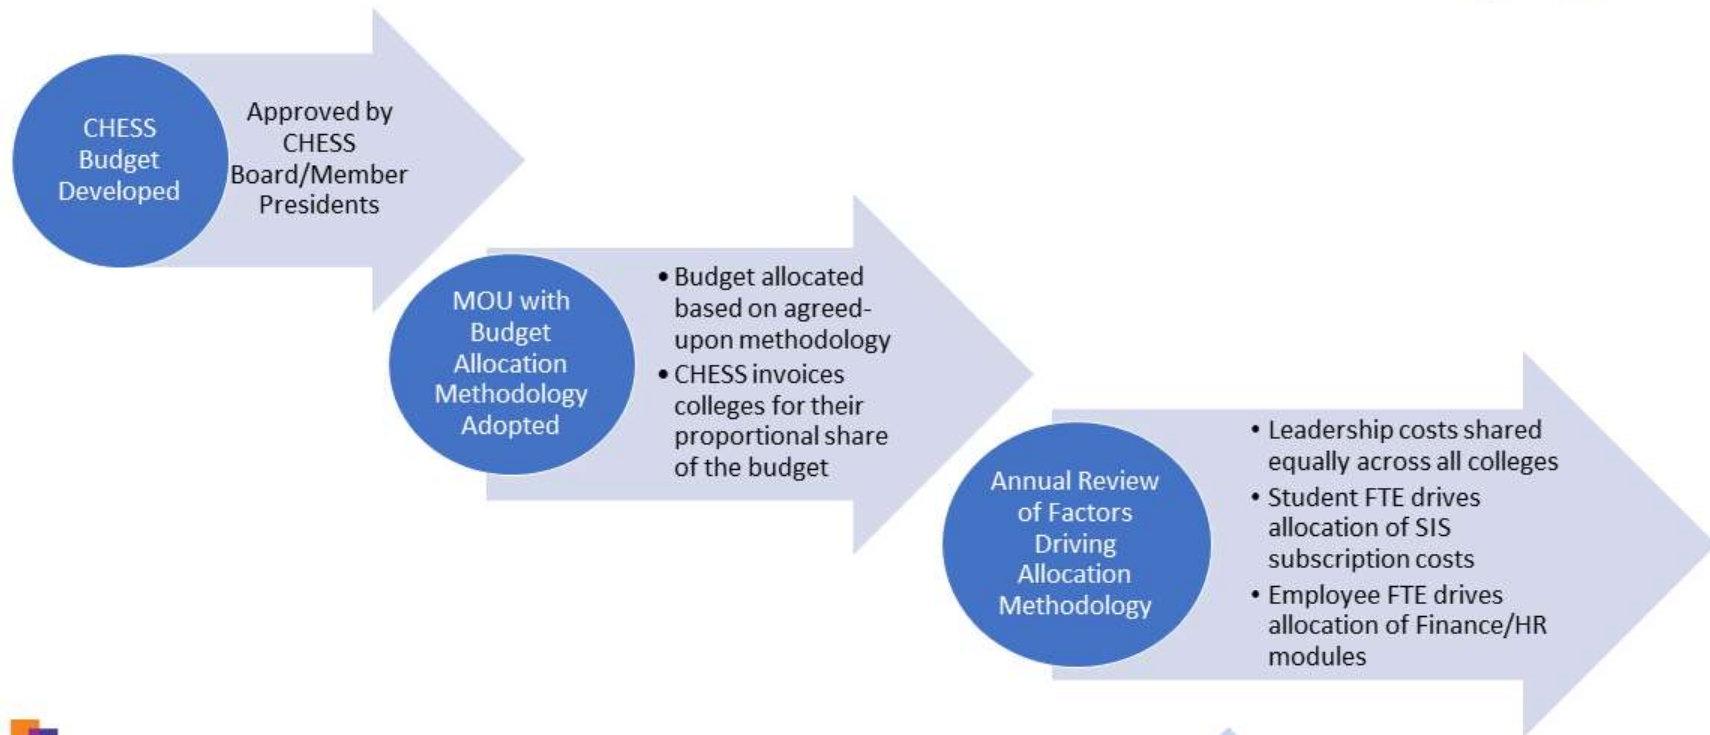 CHESS
Budget
Developed
Approved by
CHESS
Board/Member
Presidents
MOU with
Budget
Allocation
Methodology
Adopted
• Budget allocated
based on agreed-
upon methodology
• CHESS invoices
colleges for their
proportional share
of the budget
Annual Review
of Factors
Driving
Allocation
Methodology
• Leadership costs shared
equally across all colleges
• Student FTE drives
allocation of SIS
subscription costs
• Employee FTE drives
allocation of Finance/HR
modules